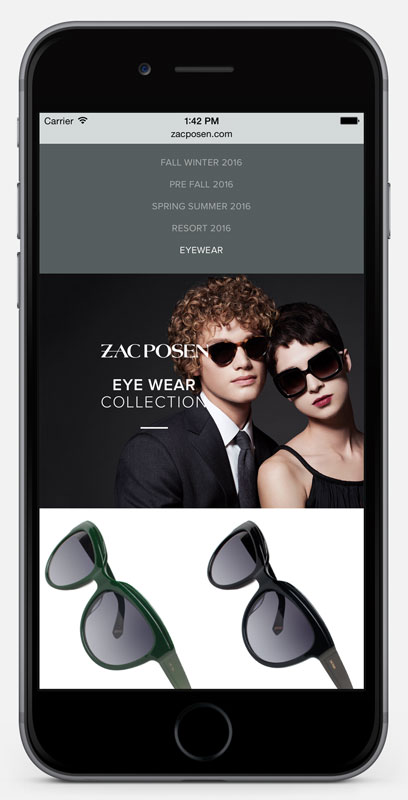 Carrier 1:42 PM
zacposen.com
FALL WINTER 2016
PRE FALL 2016
SPRING SUMMER 2016
RESORT 2016
EYEWEAR
ZAC POSEN
EYE WEAR
COLLECTION